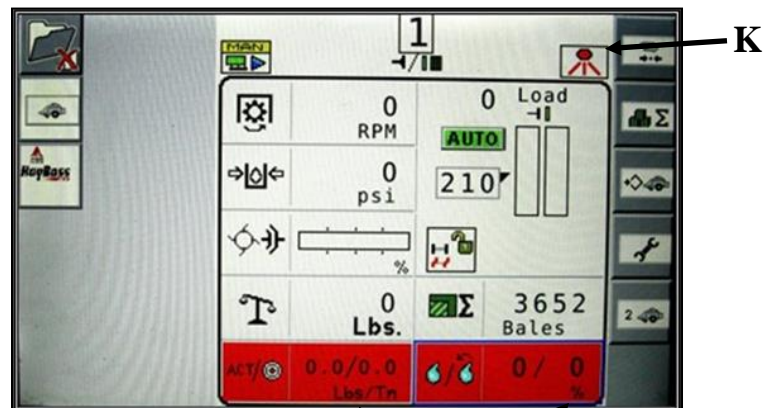 1
K
MAN
0
RPM
0 Load
AUTO
HayBoss
0
psi
210
%
Σ
0
Lbs.
Σ 3652
Bales
2
ACT/
0.0/0.0
Lbs/Tn
0/ 0
%